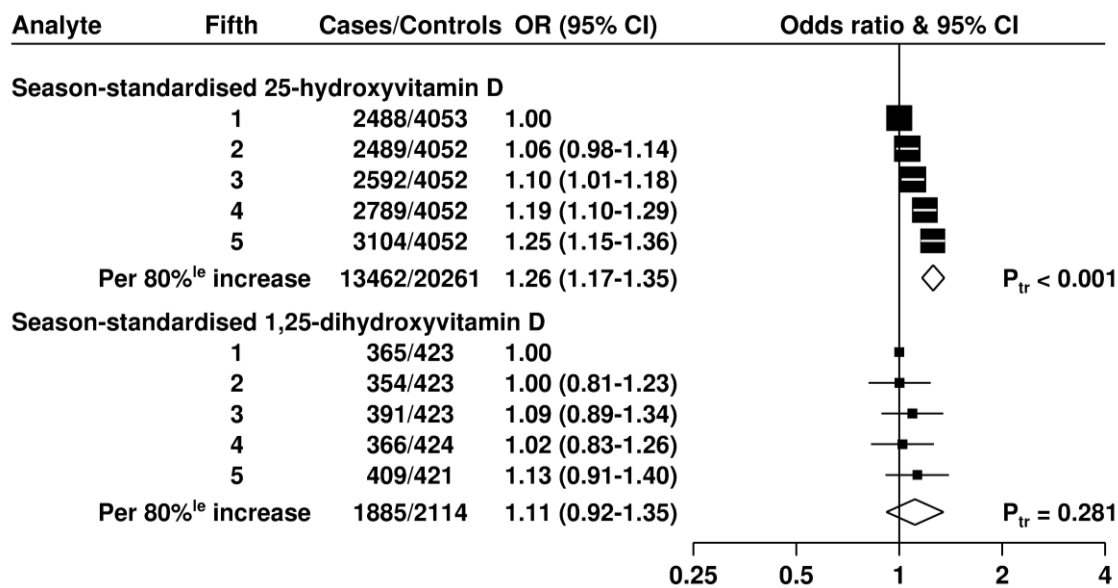 Analyte Fifth Cases/Controls OR (95% CI) Odds ratio & 95% CI
Season-standardised 25-hydroxyvitamin D
1 2488/4053 1.00
2 2489/4052 1.06 (0.98-1.14)
3 2592/4052 1.10 (1.01-1.18)
4 2789/4052 1.19 (1.10-1.29)
5 3104/4052 1.25 (1.15-1.36)
Per 80%le increase 13462/20261 1.26 (1.17-1.35) Ptr < 0.001
Season-standardised 1,25-dihydroxyvitamin D
1 365/423 1.00
2 354/423 1.00 (0.81-1.23)
3 391/423 1.09 (0.89-1.34)
4 366/424 1.02 (0.83-1.26)
5 409/421 1.13 (0.91-1.40)
Per 80%le increase 1885/2114 1.11 (0.92-1.35) Ptr = 0.281
0.25 0.5 1 2 4